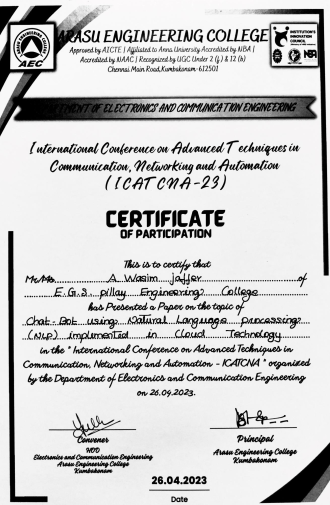 ARASU ENGINEERING COLLEGE
Approved by AICTE | Affiliated to Anna University Accredited by NBA |
Accredited by NAAC | Recognized by UGC Under 2 (f) & 12 (b)
Chennai Main Road, Kumbakonam-612501
AEC
INSTITUTION'S INNOVATION COUNCIL
NBA
DEPARTMENT OF ELECTRONICS AND COMMUNICATION ENGINEERING
International Conference on Advanced Techniques in
Communication, Networking and Automation
(ICATCNA-23)
CERTIFICATE
OF PARTICIPATION
This is to certify that
Mr/Ms. A. Wasim jaffer of
E.G.S. pillay Engineering College
has Presented a Paper on the topic of
Chat-Bot using Natural Language processing
(NLP) implemented in Cloud Technology
in the "International Conference on Advanced Techniques in
Communication, Networking and Automation - ICATCNA" organized
by the Department of Electronics and Communication Engineering
on 26.09.2023.
Convener
HOD
Electronics and Communication Engineering
Arasu Engineering College
Kumbakonam
Principal
Arasu Engineering College
Kumbakonam
26.04.2023
Date